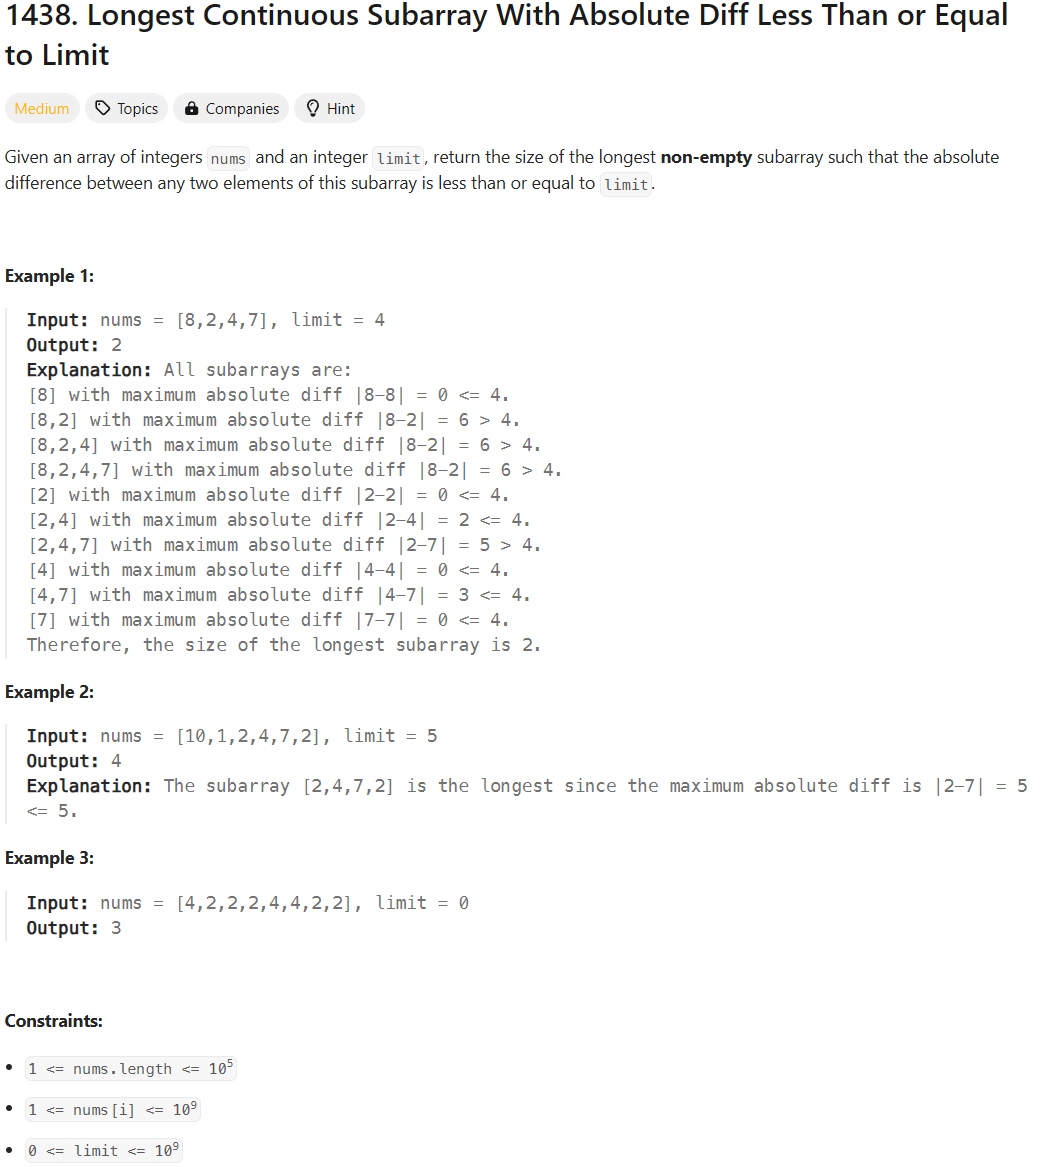 1438. Longest Continuous Subarray With Absolute Diff Less Than or Equal
to Limit
Medium Topics Companies Hint
Given an array of integers nums and an integer limit, return the size of the longest non-empty subarray such that the absolute
difference between any two elements of this subarray is less than or equal to limit.
Example 1:
Input: nums = [8,2,4,7], limit = 4
Output: 2
Explanation: All subarrays are:
[8] with maximum absolute diff |8-8| = 0 <= 4.
[8,2] with maximum absolute diff |8-2| = 6 > 4.
[8,2,4] with maximum absolute diff |8-2| = 6 > 4.
[8,2,4,7] with maximum absolute diff |8-2| = 6 > 4.
[2] with maximum absolute diff |2-2| = 0 <= 4.
[2,4] with maximum absolute diff |2-4| = 2 <= 4.
[2,4,7] with maximum absolute diff |2-7| = 5 > 4.
[4] with maximum absolute diff |4-4| = 0 <= 4.
[4,7] with maximum absolute diff |4-7| = 3 <= 4.
[7] with maximum absolute diff |7-7| = 0 <= 4.
Therefore, the size of the longest subarray is 2.
Example 2:
Input: nums = [10,1,2,4,7,2], limit = 5
Output: 4
Explanation: The subarray [2,4,7,2] is the longest since the maximum absolute diff is |2-7| = 5
<= 5.
Example 3:
Input: nums = [4,2,2,2,4,4,2,2], limit = 0
Output: 3
Constraints:
• 1 <= nums.length <= 10⁵
• 1 <= nums[i] <= 10⁹
• 0 <= limit <= 10⁹